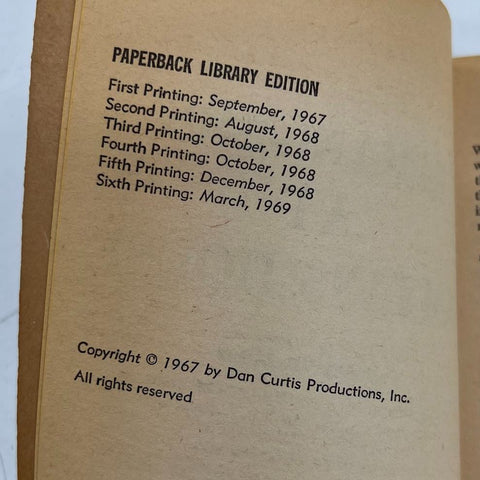 PAPERBACK LIBRARY EDITION
First Printing: September, 1967
Second Printing: August, 1968
Third Printing: October, 1968
Fourth Printing: October, 1968
Fifth Printing: December, 1968
Sixth Printing: March, 1969
Copyright © 1967 by Dan Curtis Productions, Inc.
All rights reserved